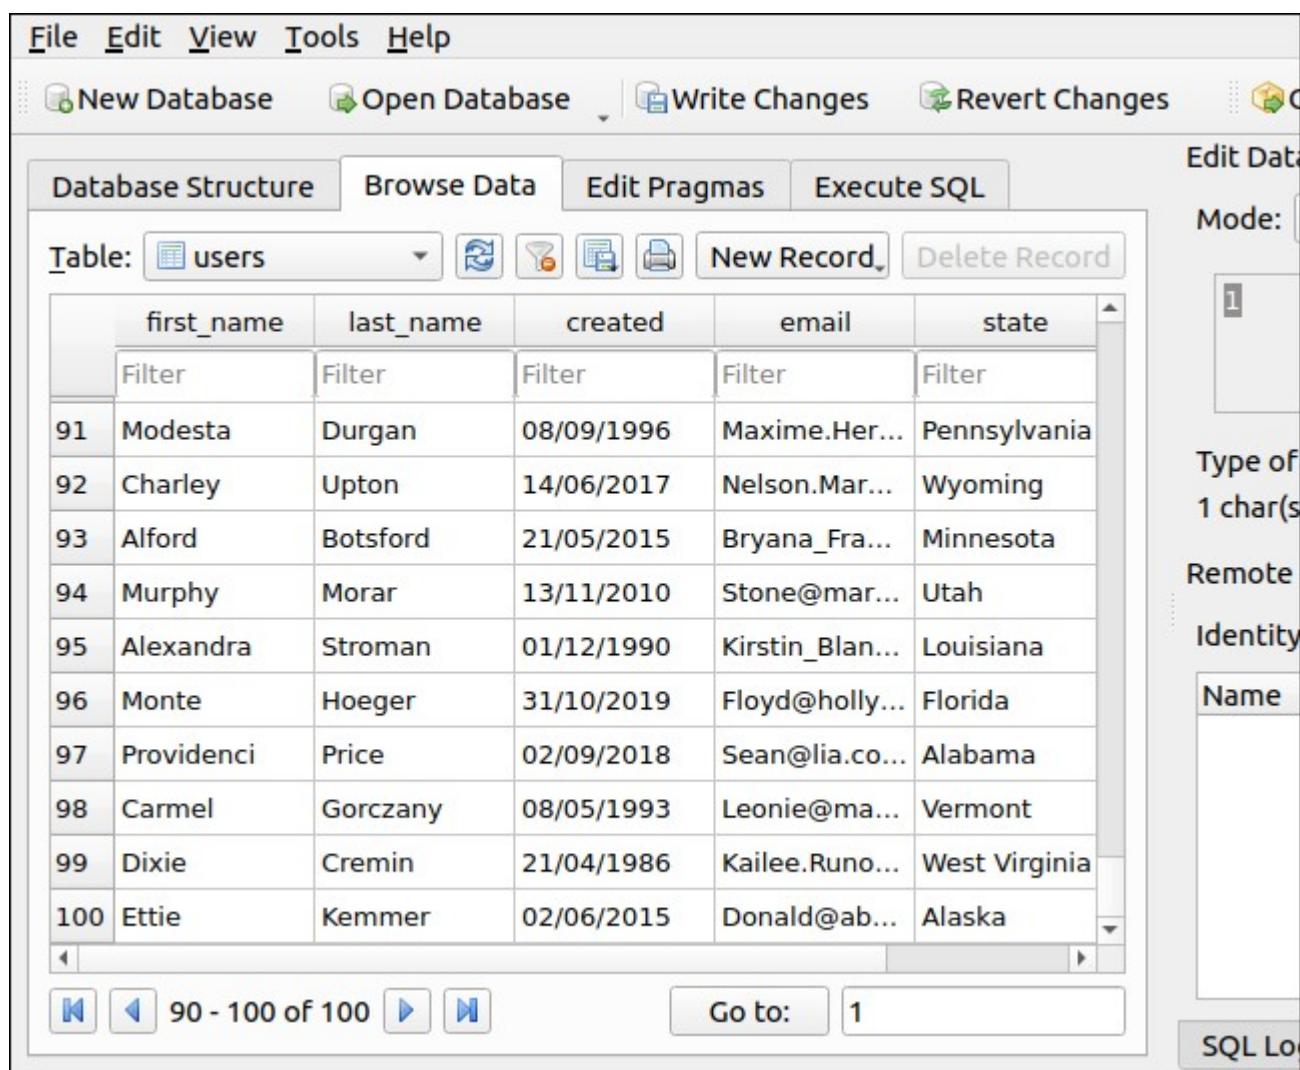 File Edit View Tools Help
New Database Open Database Write Changes Revert Changes
Edit Data
Database Structure Browse Data Edit Pragmas Execute SQL
Mode:
Table: users New Record Delete Record
1
first_name last_name created email state
Filter Filter Filter Filter Filter
91 Modesta Durgan 08/09/1996 Maxime.Her... Pennsylvania
Type of
92 Charley Upton 14/06/2017 Nelson.Mar... Wyoming
1 char(s
93 Alford Botsford 21/05/2015 Bryana_Fra... Minnesota
Remote
94 Murphy Morar 13/11/2010 Stone@mar... Utah
Identity
95 Alexandra Stroman 01/12/1990 Kirstin_Blan... Louisiana
Name
96 Monte Hoeger 31/10/2019 Floyd@holly... Florida
97 Providenci Price 02/09/2018 Sean@lia.co... Alabama
98 Carmel Gorczany 08/05/1993 Leonie@ma... Vermont
99 Dixie Cremin 21/04/1986 Kailee.Runo... West Virginia
100 Ettie Kemmer 02/06/2015 Donald@ab... Alaska
90 - 100 of 100 Go to: 1
SQL Log